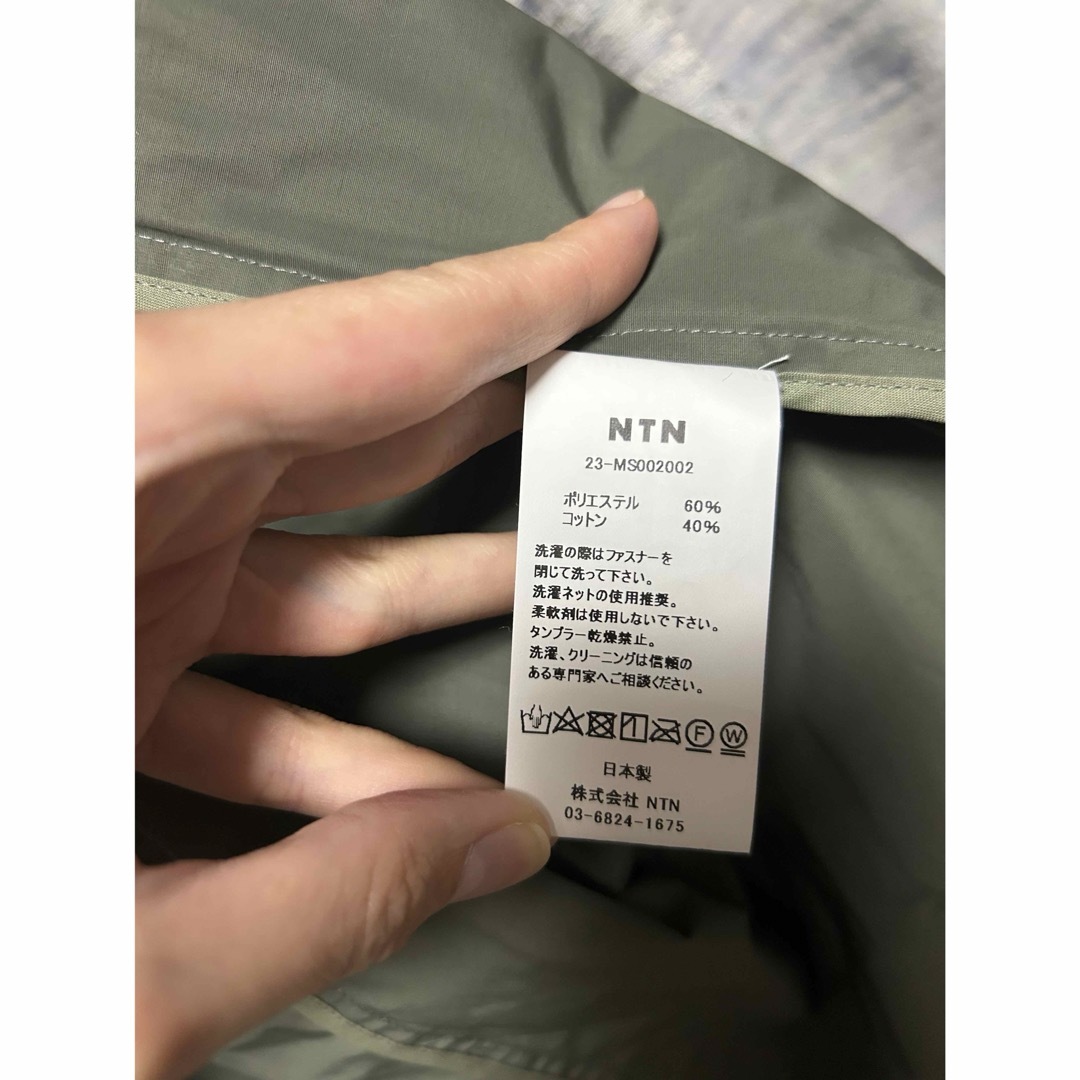 NTN
23-MS002002
ポリエステル 60%
コットン 40%
洗濯の際はファスナーを
閉じて洗って下さい。
洗濯ネットの使用推奨。
柔軟剤は使用しないで下さい。
タンブラー乾燥禁止。
洗濯、クリーニングは信頼の
ある専門家へご相談ください。
F W
日本製
株式会社 NTN
03-6824-1675